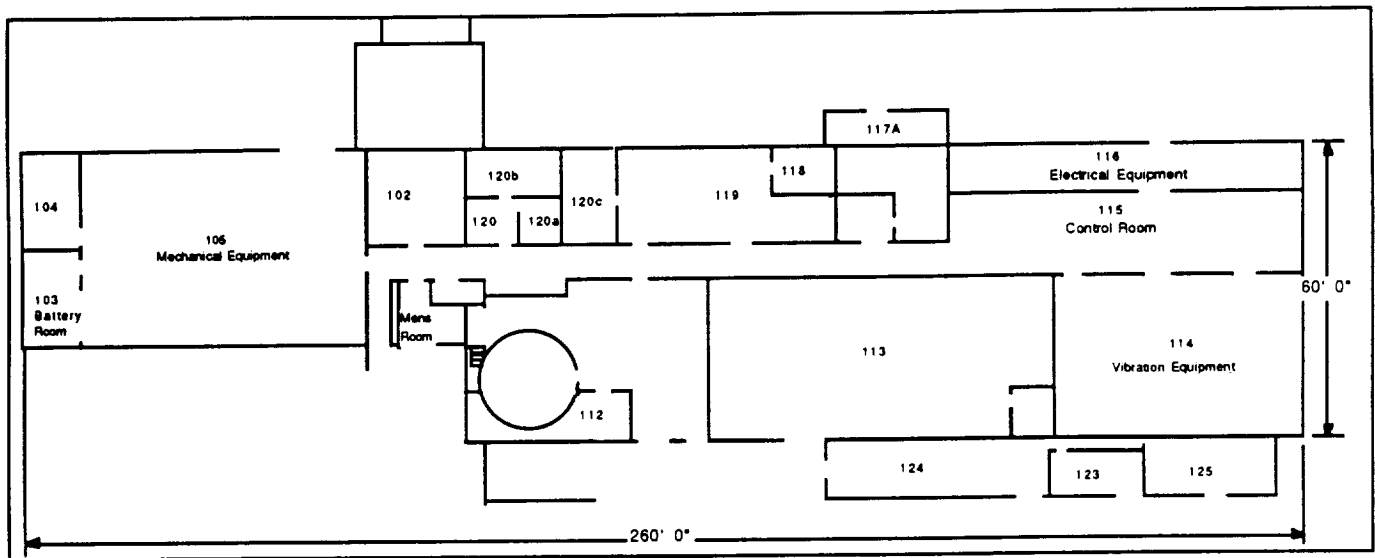 117A
116
Electrical Equipment
118
120b
104
102
120
120a
120c
119
115
Control Room
106
Mechanical Equipment
103
Battery
Room
Mens
Room
60' 0"
113
114
Vibration Equipment
112
124
123
125
260' 0"